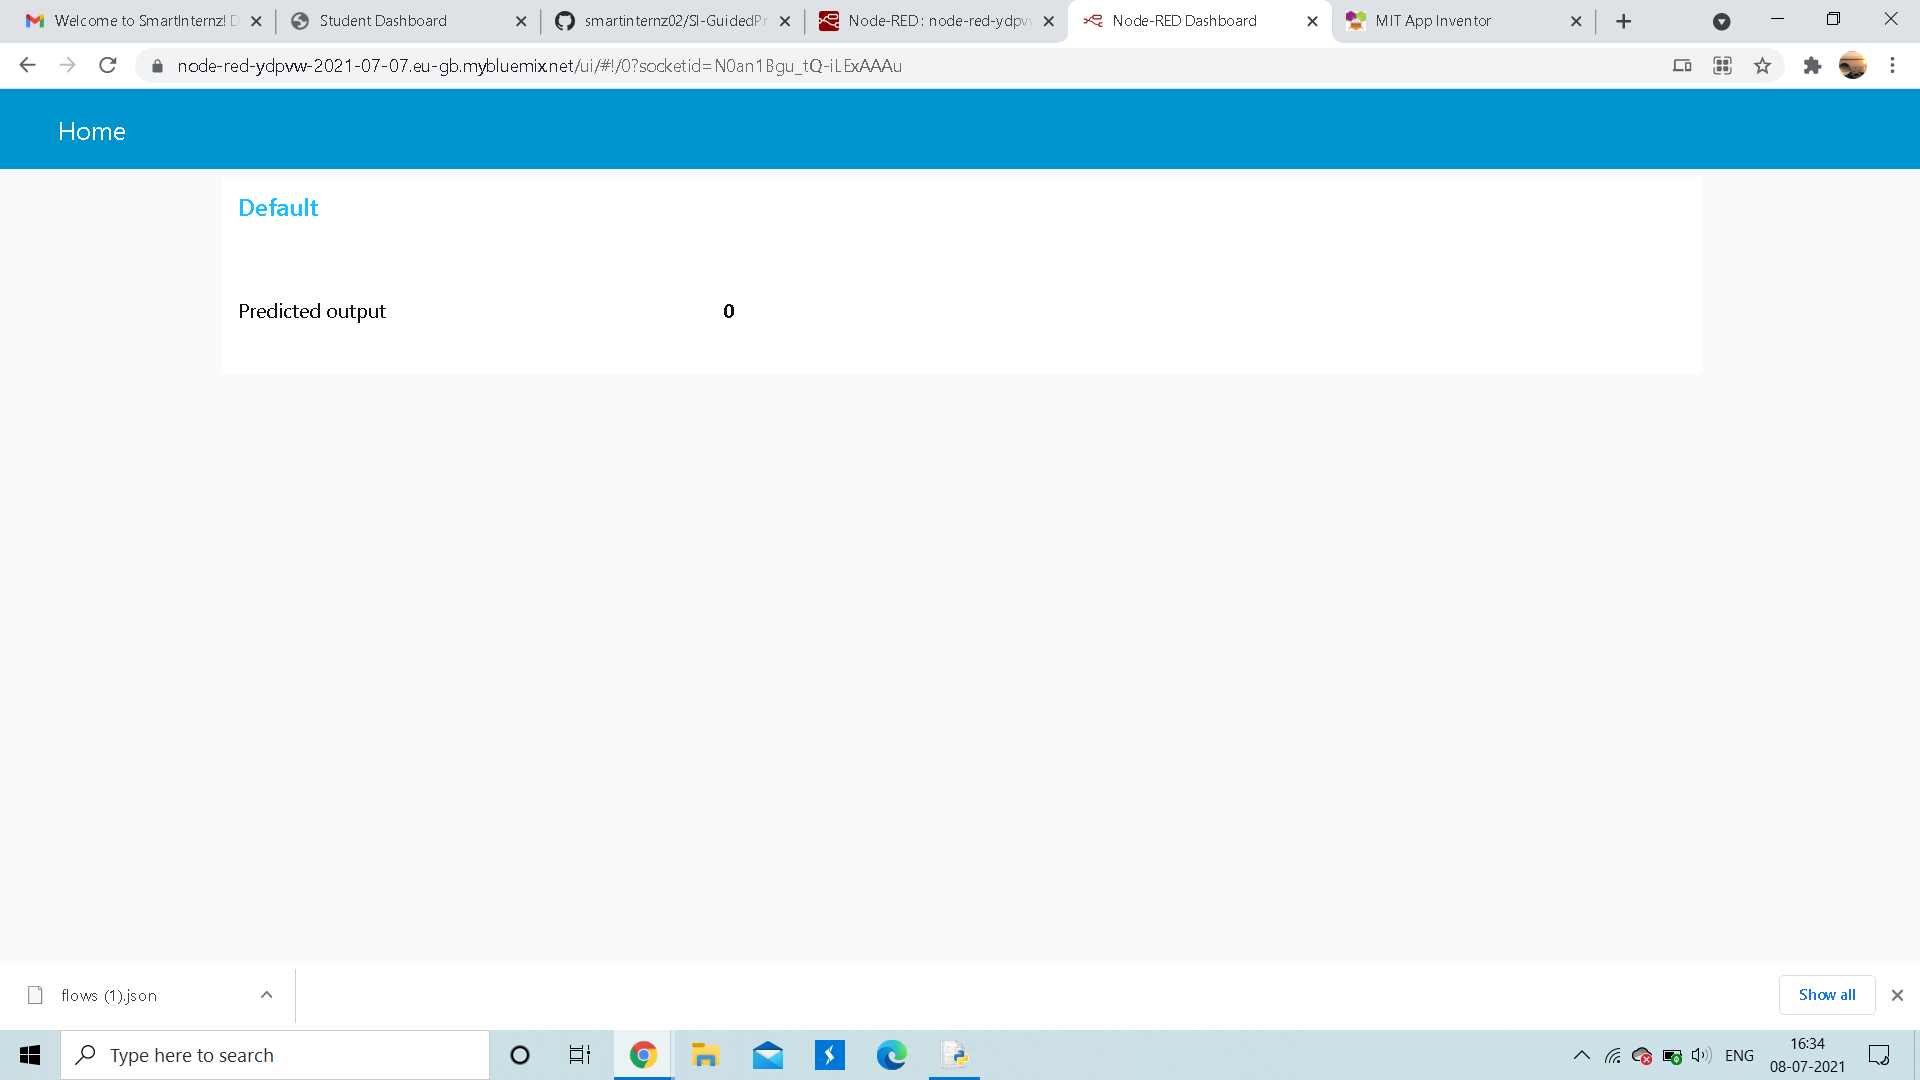 Welcome to SmartInternz! D
Student Dashboard
smartinternz02/SI-GuidedPr
Node-RED : node-red-ydpv
Node-RED Dashboard
MIT App Inventor
node-red-ydpvw-2021-07-07.eu-gb.mybluemix.net/ui/#!/0?socketid=N0an1Bgu_tQ-iLExAAAu
Home
Default
Predicted output 0
flows (1).json
Show all
Type here to search
ENG
16:34
08-07-2021